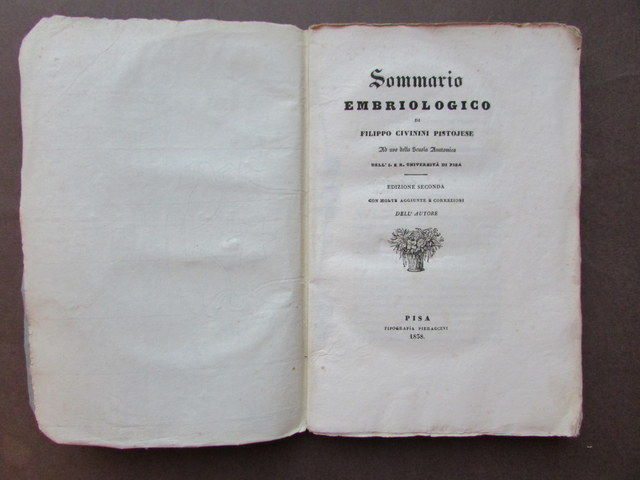 Sommario
EMBRIOLOGICO
DI
FILIPPO CIVININI PISTOJESE
Ad uso della Scuola Anatomica
DELL' I. E R. UNIVERSITÀ DI PISA
EDIZIONE SECONDA
CON MOLTE AGGIUNTE E CORREZIONI
DELL' AUTORE
PISA
TIPOGRAFIA PIERACCINI
1838.